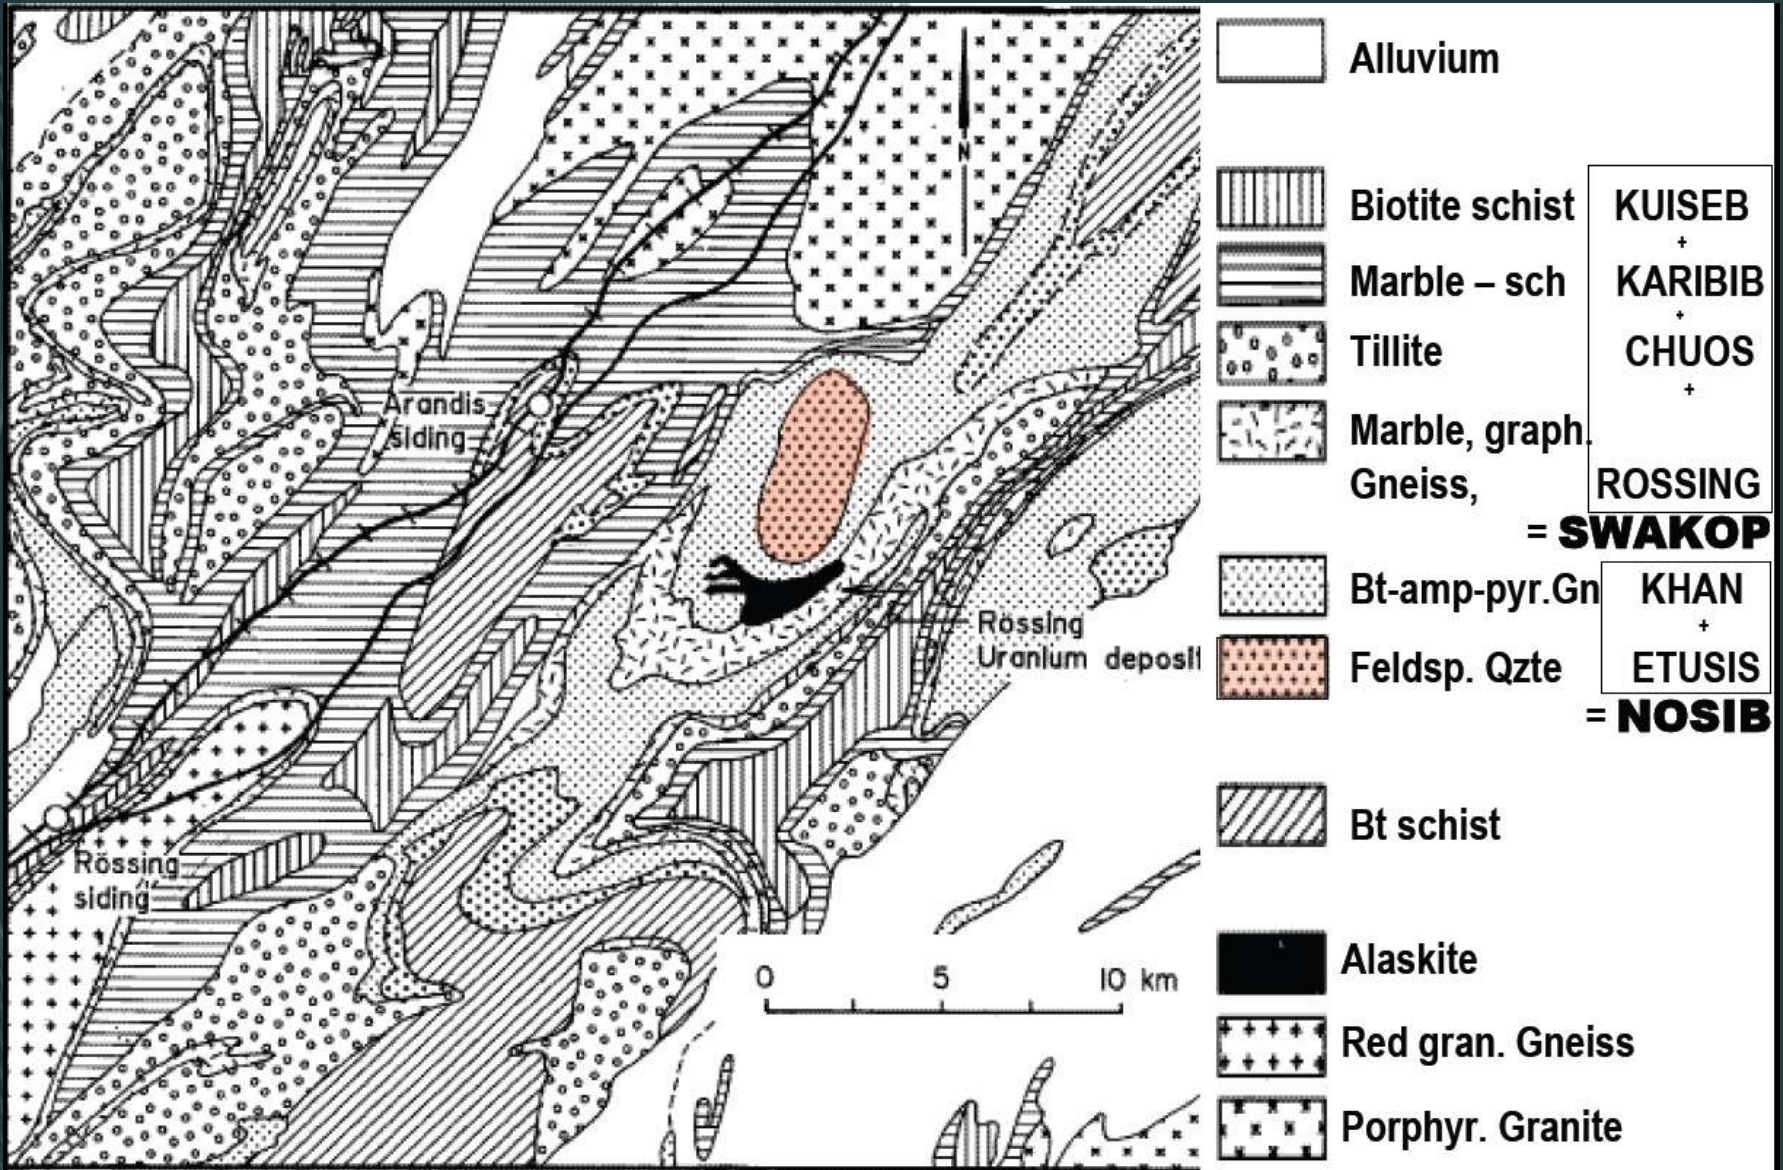 N
Arandis
siding
Rössing
Uranium deposit
Rössing
siding
0 5 10 km
Alluvium
Biotite schist KUISEB
+
Marble – sch KARIBIB
+
Tillite CHUOS
+
Marble, graph.
Gneiss, ROSSING
= SWAKOP
Bt-amp-pyr.Gn KHAN
+
Feldsp. Qzte ETUSIS
= NOSIB
Bt schist
Alaskite
Red gran. Gneiss
Porphyr. Granite